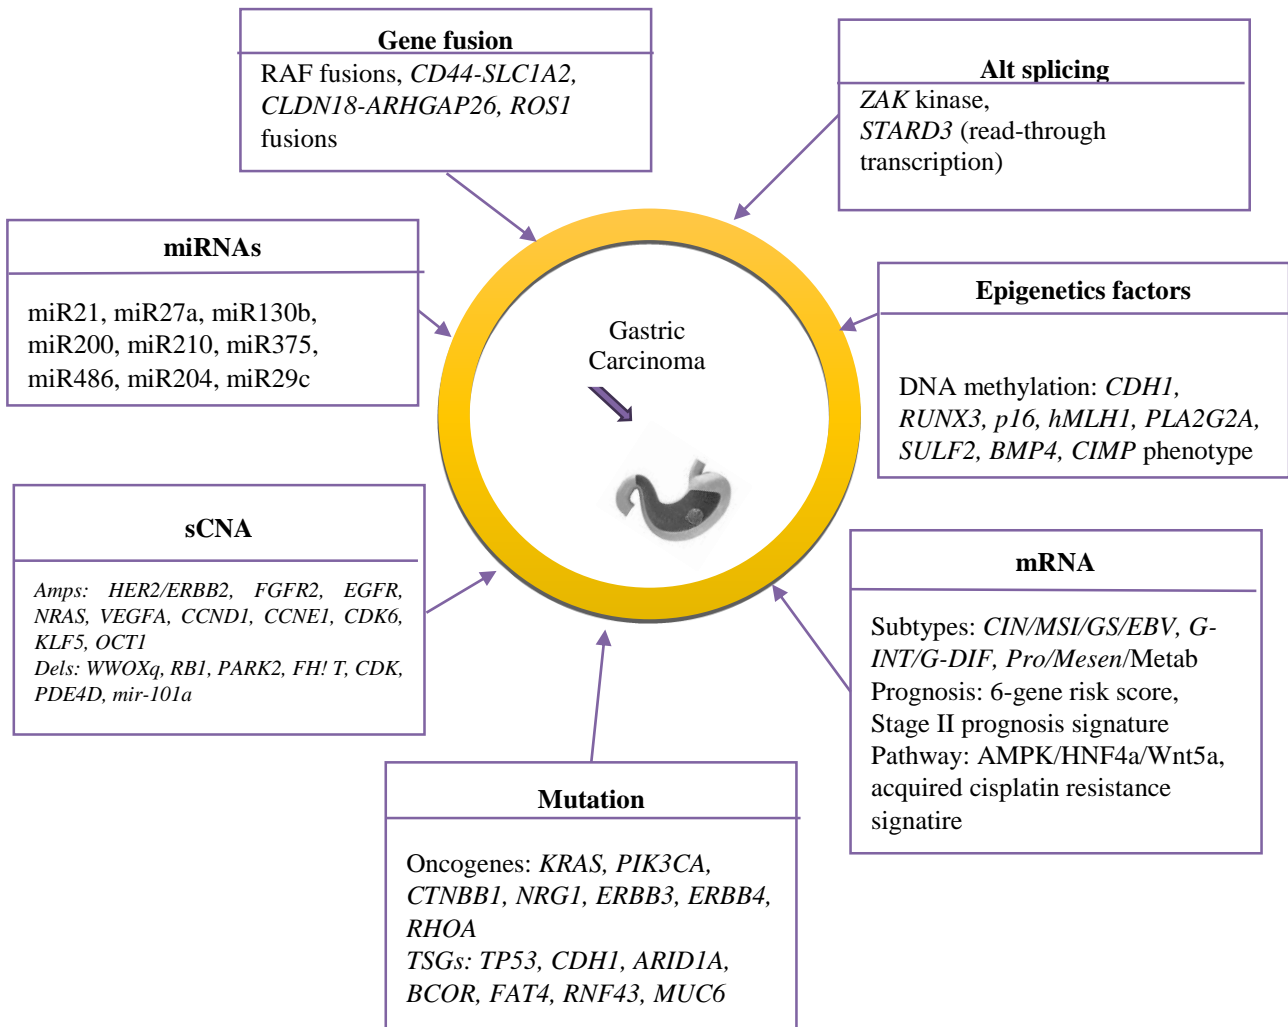 Gene fusion
RAF fusions, CD44-SLC1A2,
CLDN18-ARHGAP26, ROS1
fusions
Alt splicing
ZAK kinase,
STARD3 (read-through
transcription)
miRNAs
miR21, miR27a, miR130b,
miR200, miR210, miR375,
miR486, miR204, miR29c
Gastric
Carcinoma
Epigenetics factors
DNA methylation: CDH1,
RUNX3, p16, hMLH1, PLA2G2A,
SULF2, BMP4, CIMP phenotype
sCNA
Amps: HER2/ERBB2, FGFR2, EGFR,
NRAS, VEGFA, CCND1, CCNE1, CDK6,
KLF5, OCT1
Dels: WWOXq, RB1, PARK2, FH! T, CDK,
PDE4D, mir-101a
mRNA
Subtypes: CIN/MSI/GS/EBV, G-
INT/G-DIF, Pro/Mesen/Metab
Prognosis: 6-gene risk score,
Stage II prognosis signature
Pathway: AMPK/HNF4a/Wnt5a,
acquired cisplatin resistance
signatire
Mutation
Oncogenes: KRAS, PIK3CA,
CTNBB1, NRG1, ERBB3, ERBB4,
RHOA
TSGs: TP53, CDH1, ARID1A,
BCOR, FAT4, RNF43, MUC6